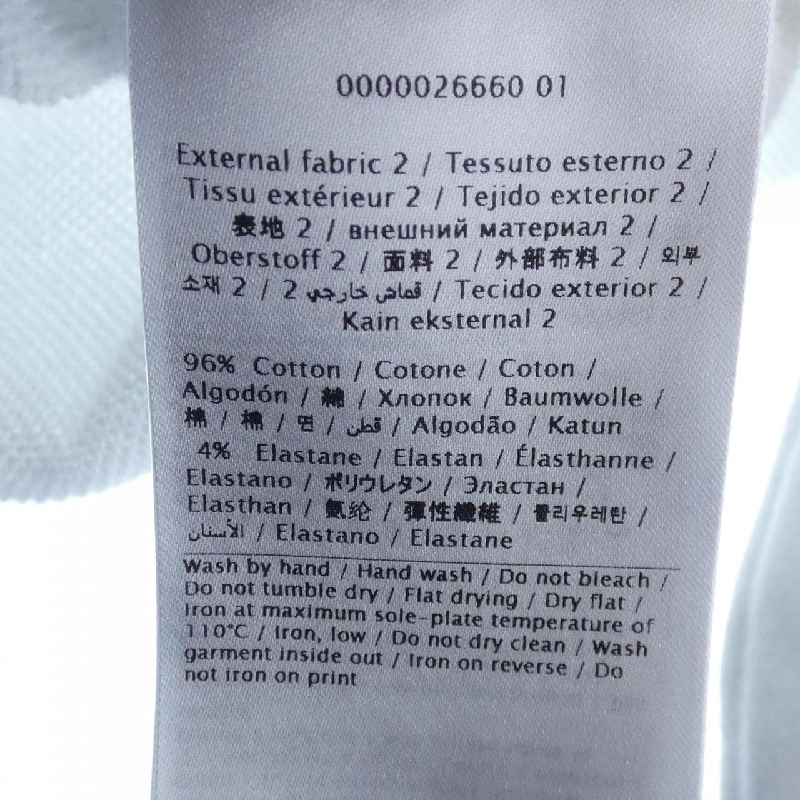 0000026660 01
External fabric 2 / Tessuto esterno 2 /
Tissu extérieur 2 / Tejido exterior 2 /
表地 2 / внешний материал 2 /
Oberstoff 2 / 面料 2 / 外部布料 2 / 외부
소재 2 / 2 قماش خارجي / Tecido exterior 2 /
Kain eksternal 2
96% Cotton / Cotone / Coton /
Algodón / 綿 / Хлопок / Baumwolle /
棉 / 棉 / 면 / قطن / Algodão / Katun
4% Elastane / Elastan / Élasthanne /
Elastano / ポリウレタン / Эластан /
Elasthan / 氨纶 / 彈性纖維 / 폴리우레탄 /
الأستان / Elastano / Elastane
Wash by hand / Hand wash / Do not bleach /
Do not tumble dry / Flat drying / Dry flat /
Iron at maximum sole-plate temperature of
110°C / Iron, low / Do not dry clean / Wash
garment inside out / Iron on reverse / Do
not iron on print